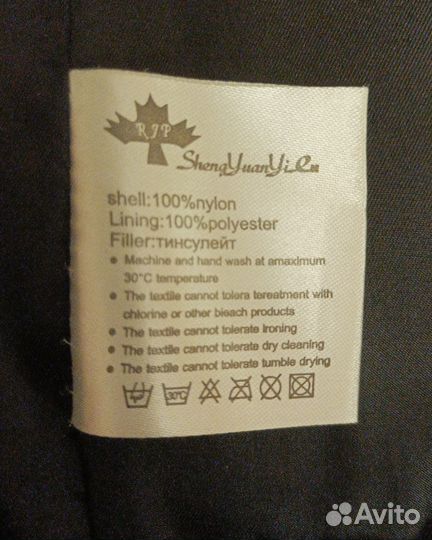 RJP
ShengYuanYi
shell:100%nylon
Lining:100%polyester
Filler:тинсулейт
• Machine and hand wash at amaximum
30°C temperature
• The textile cannot tolera tereatment with
chlorine or other bleach products
• The textile cannot tolerate ironing
• The textile cannot tolerate dry cleaning
• The textile cannot tolerate tumble drying
30°C
Avito